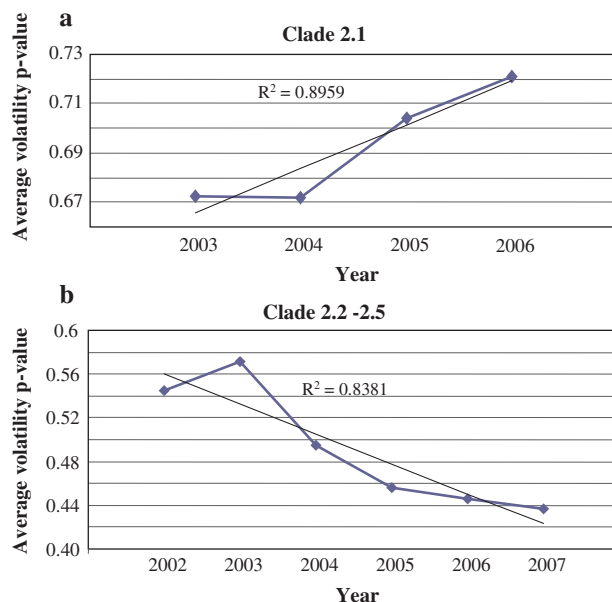 a
Clade 2.1
Average volatility p-value
0.73
0.71
0.69
0.67
R² = 0.8959
2003 2004 2005 2006
Year
b
Clade 2.2 -2.5
Average volatility p-value
0.6
0.56
0.52
0.48
0.44
0.40
R² = 0.8381
2002 2003 2004 2005 2006 2007
Year